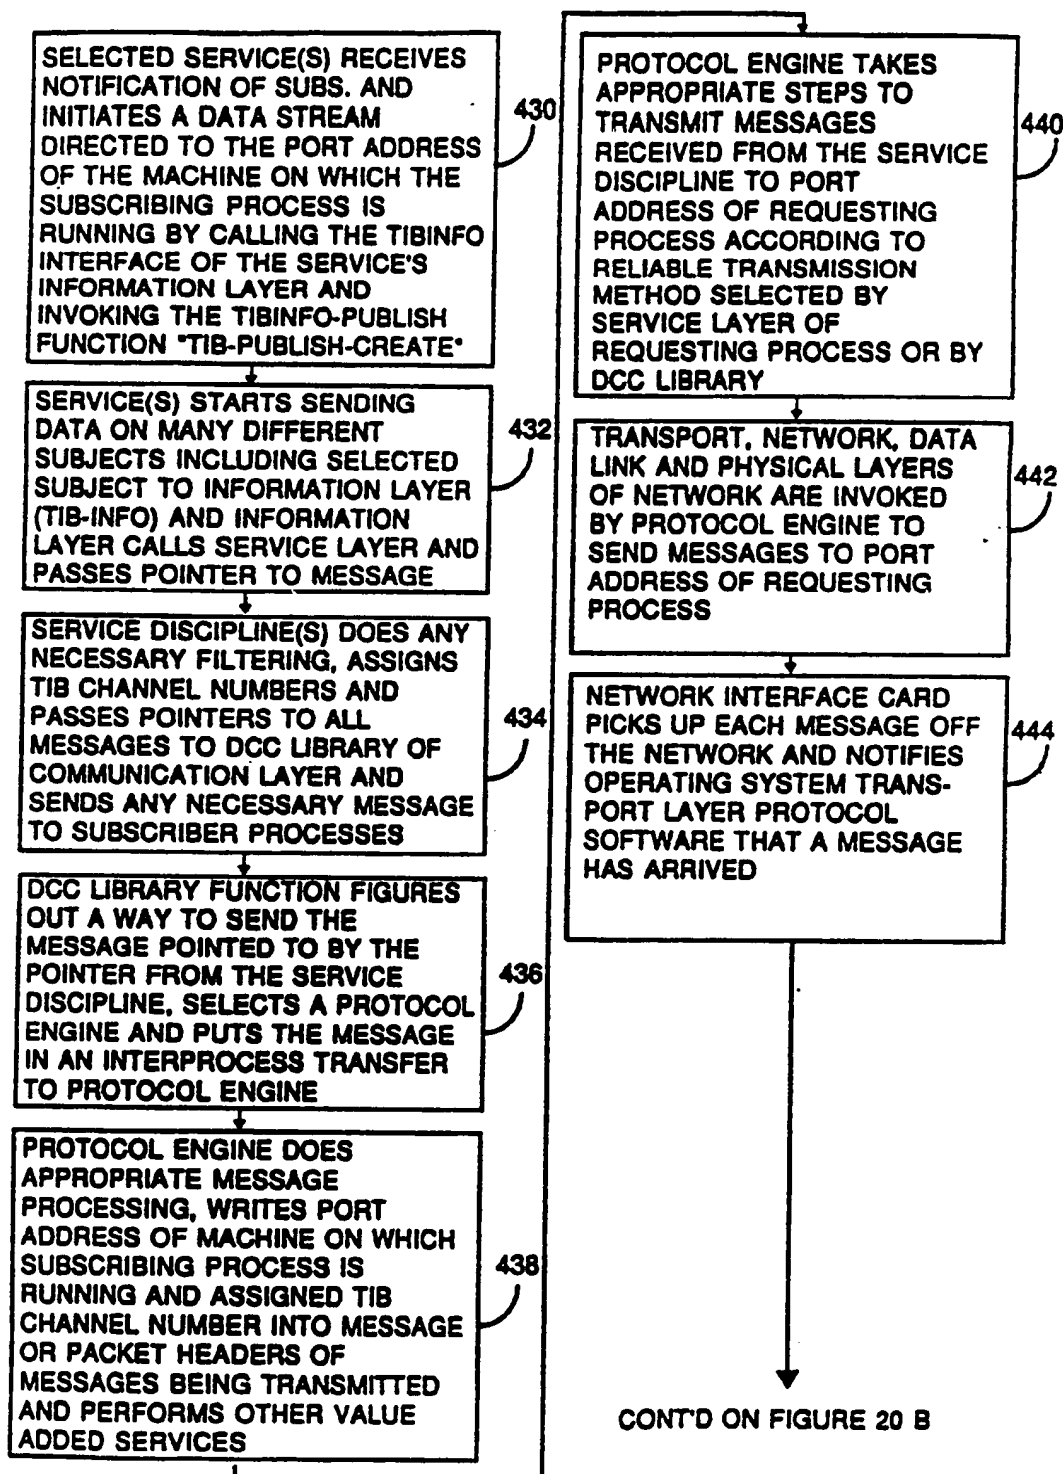 SELECTED SERVICE(S) RECEIVES
NOTIFICATION OF SUBS. AND
INITIATES A DATA STREAM
DIRECTED TO THE PORT ADDRESS
OF THE MACHINE ON WHICH THE
SUBSCRIBING PROCESS IS
RUNNING BY CALLING THE TIBINFO
INTERFACE OF THE SERVICE'S
INFORMATION LAYER AND
INVOKING THE TIBINFO-PUBLISH
FUNCTION "TIB-PUBLISH-CREATE"
430
SERVICE(S) STARTS SENDING
DATA ON MANY DIFFERENT
SUBJECTS INCLUDING SELECTED
SUBJECT TO INFORMATION LAYER
(TIB-INFO) AND INFORMATION
LAYER CALLS SERVICE LAYER AND
PASSES POINTER TO MESSAGE
432
SERVICE DISCIPLINE(S) DOES ANY
NECESSARY FILTERING, ASSIGNS
TIB CHANNEL NUMBERS AND
PASSES POINTERS TO ALL
MESSAGES TO DCC LIBRARY OF
COMMUNICATION LAYER AND
SENDS ANY NECESSARY MESSAGE
TO SUBSCRIBER PROCESSES
434
DCC LIBRARY FUNCTION FIGURES
OUT A WAY TO SEND THE
MESSAGE POINTED TO BY THE
POINTER FROM THE SERVICE
DISCIPLINE, SELECTS A PROTOCOL
ENGINE AND PUTS THE MESSAGE
IN AN INTERPROCESS TRANSFER
TO PROTOCOL ENGINE
436
PROTOCOL ENGINE DOES
APPROPRIATE MESSAGE
PROCESSING, WRITES PORT
ADDRESS OF MACHINE ON WHICH
SUBSCRIBING PROCESS IS
RUNNING AND ASSIGNED TIB
CHANNEL NUMBER INTO MESSAGE
OR PACKET HEADERS OF
MESSAGES BEING TRANSMITTED
AND PERFORMS OTHER VALUE
ADDED SERVICES
438
PROTOCOL ENGINE TAKES
APPROPRIATE STEPS TO
TRANSMIT MESSAGES
RECEIVED FROM THE SERVICE
DISCIPLINE TO PORT
ADDRESS OF REQUESTING
PROCESS ACCORDING TO
RELIABLE TRANSMISSION
METHOD SELECTED BY
SERVICE LAYER OF
REQUESTING PROCESS OR BY
DCC LIBRARY
440
TRANSPORT, NETWORK, DATA
LINK AND PHYSICAL LAYERS
OF NETWORK ARE INVOKED
BY PROTOCOL ENGINE TO
SEND MESSAGES TO PORT
ADDRESS OF REQUESTING
PROCESS
442
NETWORK INTERFACE CARD
PICKS UP EACH MESSAGE OFF
THE NETWORK AND NOTIFIES
OPERATING SYSTEM TRANS-
PORT LAYER PROTOCOL
SOFTWARE THAT A MESSAGE
HAS ARRIVED
444
CONT'D ON FIGURE 20 B